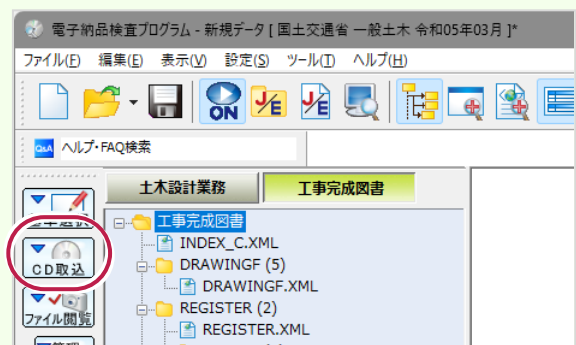 電子納品検査プログラム - 新規データ [ 国土交通省 一般土木 令和05年03月 ]*
ファイル(F) 編集(E) 表示(V) 設定(S) ツール(T) ヘルプ(H)
ON J/E J/E
Q&A ヘルプ・FAQ検索
土木設計業務 工事完成図書
工事完成図書
INDEX_C.XML
CD取込
DRAWINGF (5)
DRAWINGF.XML
ファイル閲覧
REGISTER (2)
REGISTER.XML